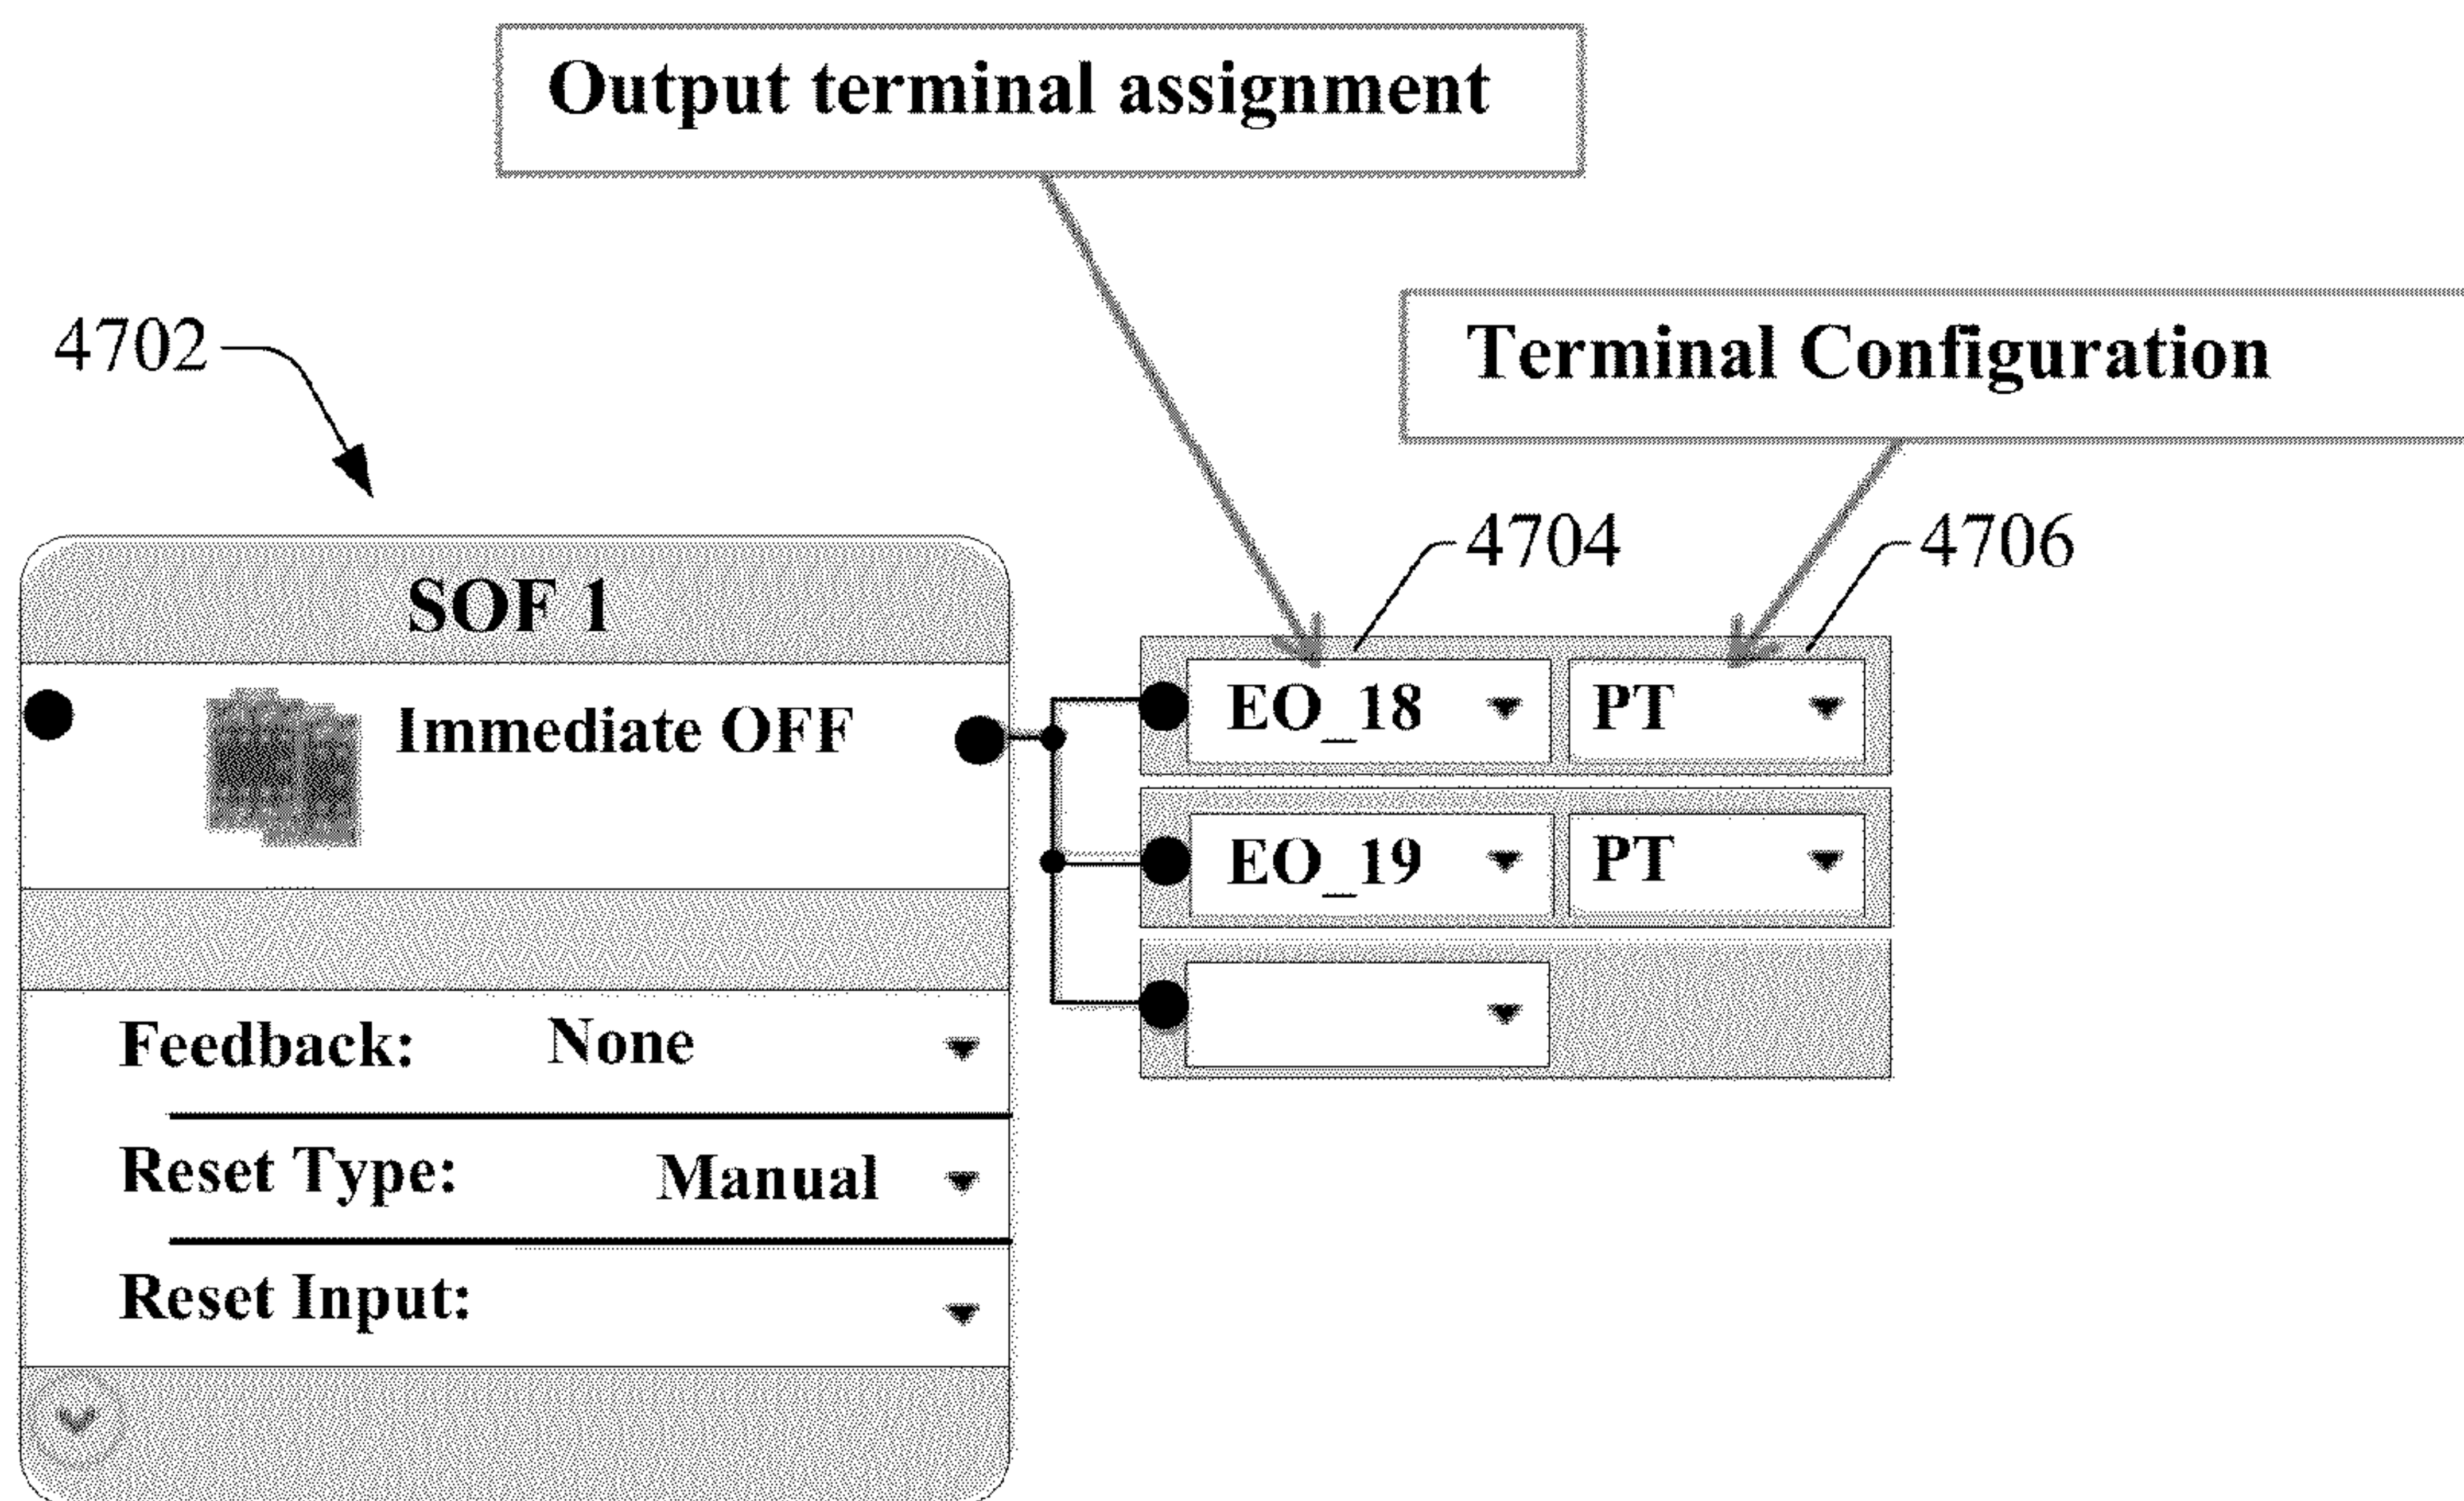 Output terminal assignment
Terminal Configuration
4702
4704
4706
SOF 1
Immediate OFF
EO_18
PT
EO_19
PT
Feedback: None
Reset Type: Manual
Reset Input: